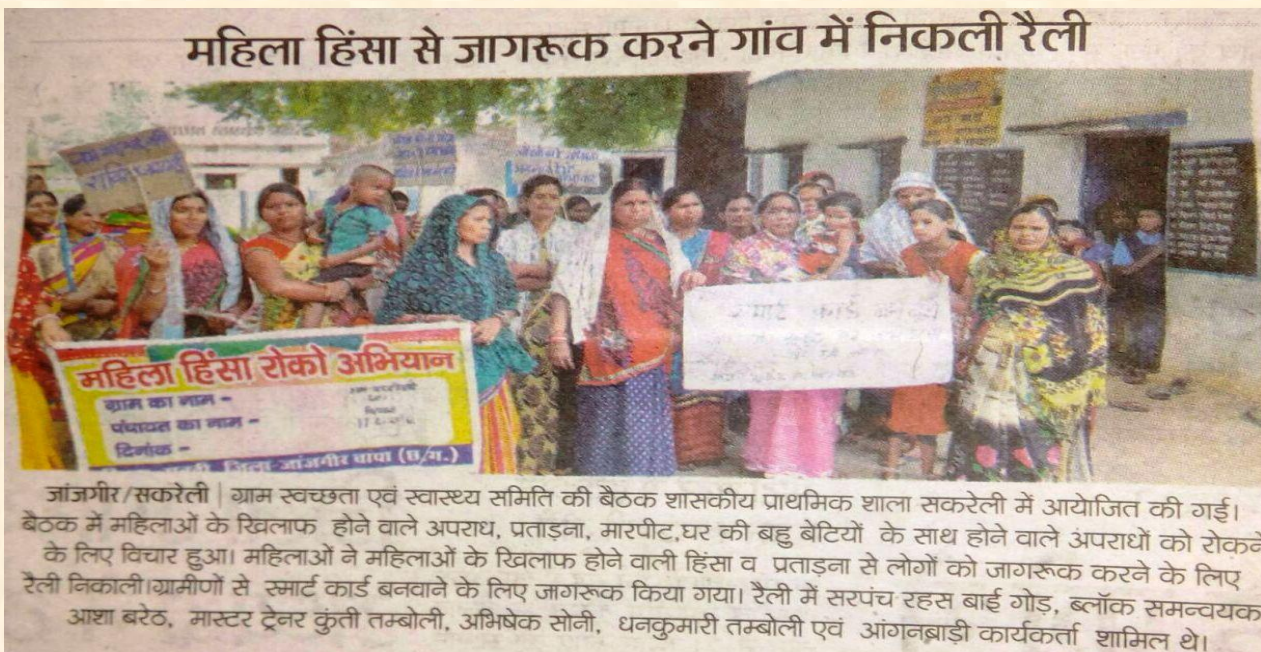 महिला हिंसा से जागरूक करने गांव में निकली रैली
महिला हिंसा रोको अभियान
ग्राम का नाम -
पंचायत का नाम -
दिनांक -
जिला-जांजगीर चापा (छ/ग.)
जांजगीर/सकरेली | ग्राम स्वच्छता एवं स्वास्थ्य समिति की बैठक शासकीय प्राथमिक शाला सकरेली में आयोजित की गई।
बैठक में महिलाओं के खिलाफ होने वाले अपराध, प्रताड़ना, मारपीट,घर की बहु बेटियों के साथ होने वाले अपराधों को रोकने
के लिए विचार हुआ। महिलाओं ने महिलाओं के खिलाफ होने वाली हिंसा व प्रताड़ना से लोगों को जागरूक करने के लिए
रैली निकाली।ग्रामीणों से स्मार्ट कार्ड बनवाने के लिए जागरूक किया गया। रैली में सरपंच रहस बाई गोड़, ब्लॉक समन्वयक
आशा बरेठ, मास्टर ट्रेनर कुंती तम्बोली, अभिषेक सोनी, धनकुमारी तम्बोली एवं आंगनबाड़ी कार्यकर्ता शामिल थे।